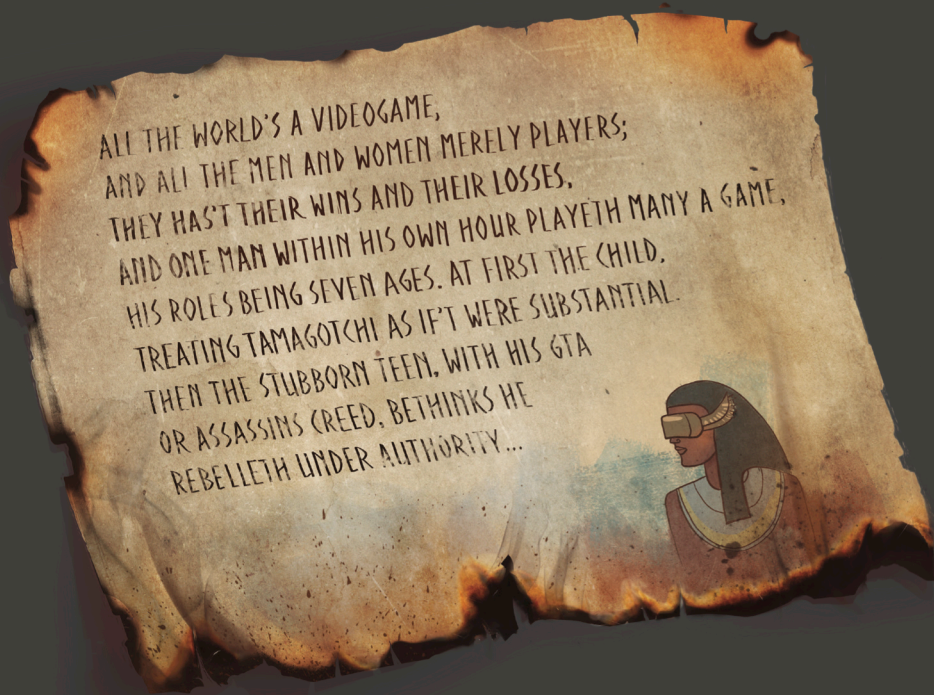 ALL THE WORLD'S A VIDEOGAME,
AND ALL THE MEN AND WOMEN MERELY PLAYERS;
THEY HAS'T THEIR WINS AND THEIR LOSSES,
AND ONE MAN WITHIN HIS OWN HOUR PLAYETH MANY A GAME,
HIS ROLES BEING SEVEN AGES. AT FIRST THE CHILD,
TREATING TAMAGOTCHI AS IF'T WERE SUBSTANTIAL.
THEN THE STUBBORN TEEN, WITH HIS GTA
OR ASSASSINS CREED, BETHINKS HE
REBELLETH UNDER AUTHORITY...